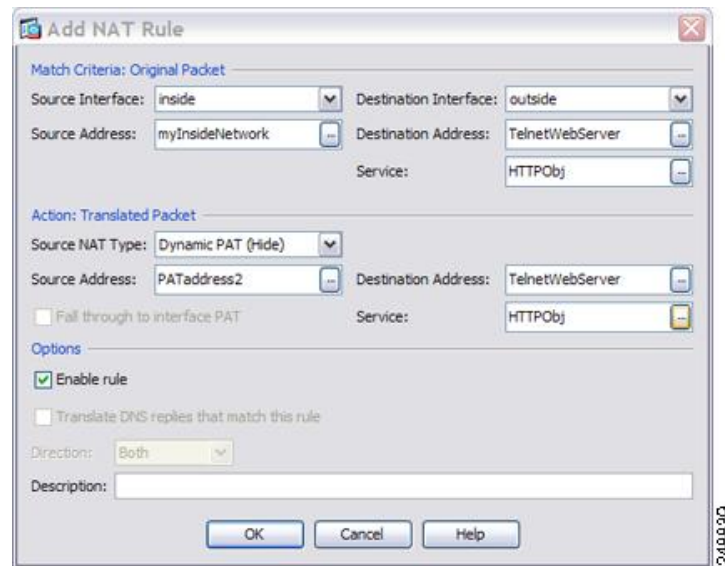 Add NAT Rule
Match Criteria: Original Packet
Source Interface: inside Destination Interface: outside
Source Address: myInsideNetwork ... Destination Address: TelnetWebServer ...
Service: HTTPObj ...
Action: Translated Packet
Source NAT Type: Dynamic PAT (Hide)
Source Address: PATaddress2 ... Destination Address: TelnetWebServer ...
Fall through to interface PAT Service: HTTPObj ...
Options
Enable rule
Translate DNS replies that match this rule
Direction: Both
Description:
OK Cancel Help